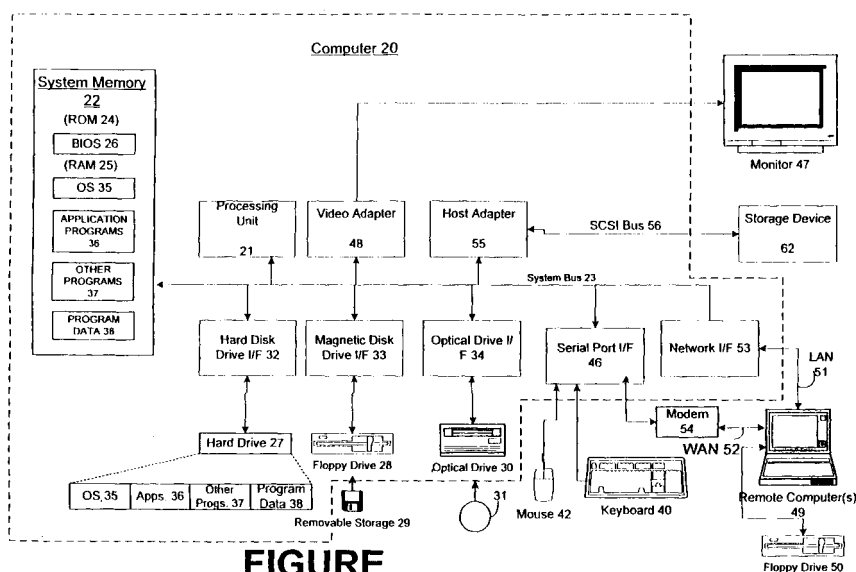 Computer 20
System Memory
22
(ROM 24)
BIOS 26
(RAM 25)
OS 35
APPLICATION
PROGRAMS
36
OTHER
PROGRAMS
37
PROGRAM
DATA 38
Processing
Unit
21
Video Adapter
48
Host Adapter
55
SCSI Bus 56
Monitor 47
Storage Device
62
System Bus 23
Hard Disk
Drive I/F 32
Magnetic Disk
Drive I/F 33
Optical Drive I/
F 34
Serial Port I/F
46
Network I/F 53
LAN
51
Modem
54
WAN 52
Hard Drive 27
Floppy Drive 28
Optical Drive 30
OS 35
Apps. 36
Other
Progs. 37
Program
Data 38
Removable Storage 29
31
Mouse 42
Keyboard 40
Remote Computer(s)
49
Floppy Drive 50
FIGURE